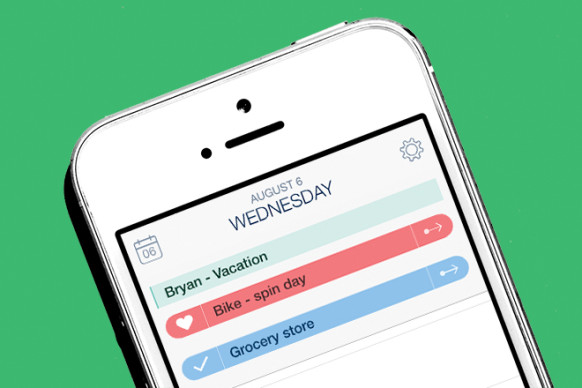 AUGUST 6
WEDNESDAY
06
Bryan - Vacation
Bike - spin day
Grocery store